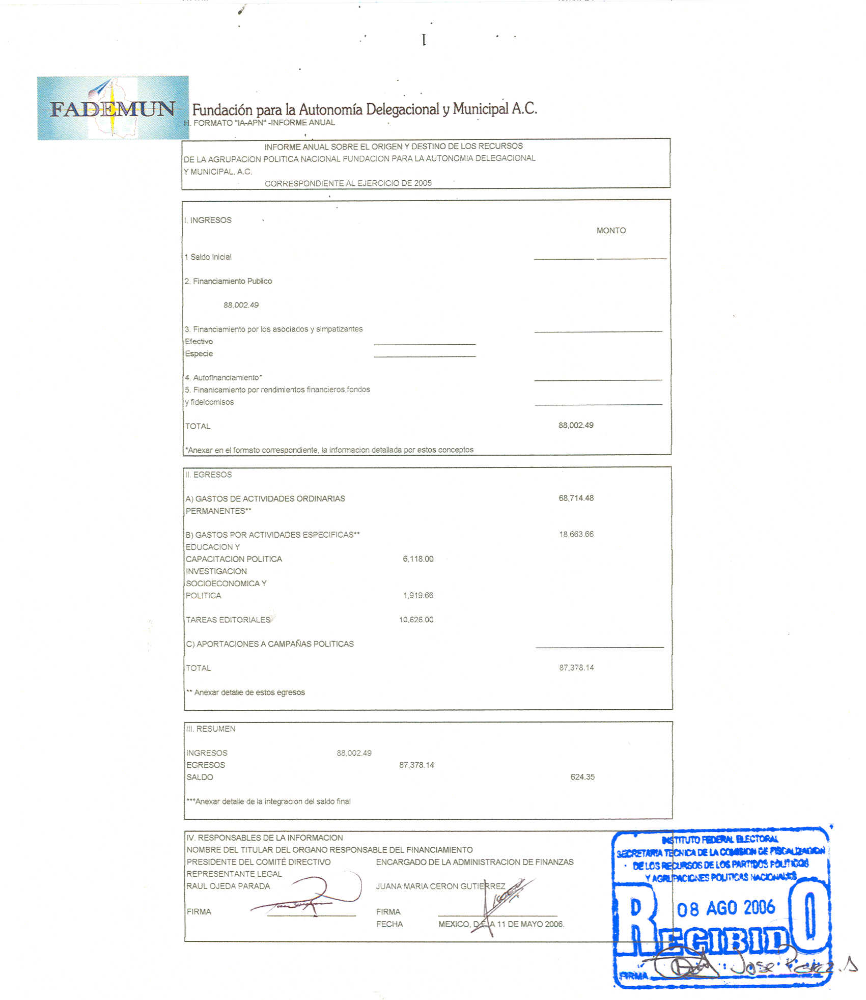 I
FADEMUN
Fundación para la Autonomía Delegacional y Municipal A.C.
H. FORMATO "IA-APN" -INFORME ANUAL
INFORME ANUAL SOBRE EL ORIGEN Y DESTINO DE LOS RECURSOS
DE LA AGRUPACION POLITICA NACIONAL FUNDACION PARA LA AUTONOMIA DELEGACIONAL
Y MUNICIPAL, A.C.
CORRESPONDIENTE AL EJERCICIO DE 2005
I. INGRESOS
MONTO
1 Saldo Inicial
2. Financiamiento Publico
88,002.49
3. Financiamiento por los asociados y simpatizantes
Efectivo
Especie
4. Autofinanciamiento*
5. Finanicamiento por rendimientos financieros,fondos
y fideicomisos
TOTAL 88,002.49
*Anexar en el formato correspondiente, la informacion detallada por estos conceptos
II. EGRESOS
A) GASTOS DE ACTIVIDADES ORDINARIAS 68,714.48
PERMANENTES**
B) GASTOS POR ACTIVIDADES ESPECIFICAS** 18,663.66
EDUCACION Y
CAPACITACION POLITICA 6,118.00
INVESTIGACION
SOCIOECONOMICA Y
POLITICA 1,919.66
TAREAS EDITORIALES 10,626.00
C) APORTACIONES A CAMPAÑAS POLITICAS
TOTAL 87,378.14
** Anexar detalle de estos egresos
III. RESUMEN
INGRESOS 88,002.49
EGRESOS 87,378.14
SALDO 624.35
***Anexar detalle de la integracion del saldo final
IV. RESPONSABLES DE LA INFORMACION
NOMBRE DEL TITULAR DEL ORGANO RESPONSABLE DEL FINANCIAMIENTO
PRESIDENTE DEL COMITÉ DIRECTIVO ENCARGADO DE LA ADMINISTRACION DE FINANZAS
REPRESENTANTE LEGAL
RAUL OJEDA PARADA JUANA MARIA CERON GUTIERREZ
FIRMA FIRMA
FECHA MEXICO, D.F. A 11 DE MAYO 2006.
INSTITUTO FEDERAL ELECTORAL
SECRETARIA TECNICA DE LA COMISION DE FISCALIZACION
DE LOS RECURSOS DE LOS PARTIDOS POLITICOS
Y AGRUPACIONES POLITICAS NACIONALES
08 AGO 2006
RECIBIDO
FIRMA Jose